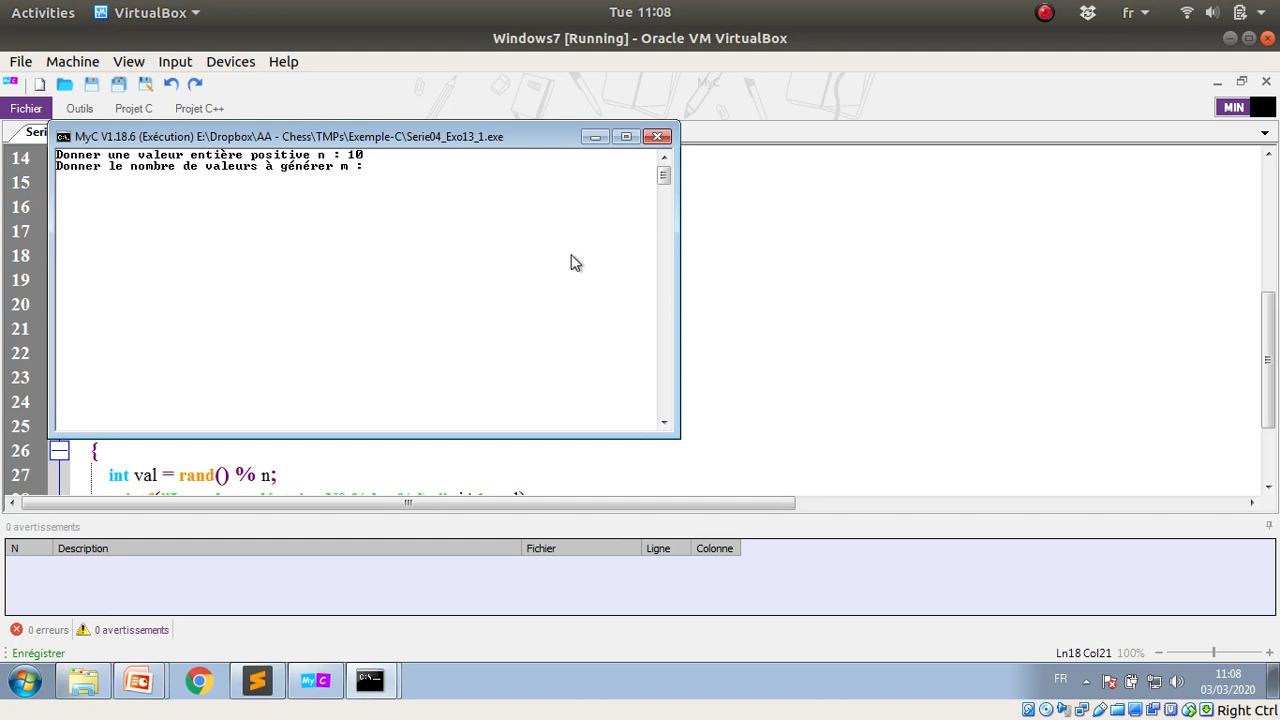 Activities VirtualBox Tue 11:08 fr
Windows7 [Running] - Oracle VM VirtualBox
File Machine View Input Devices Help
MyC
Fichier Outils Projet C Projet C++ MIN
Seri
MyC V1.18.6 (Exécution) E:\Dropbox\AA - Chess\TMPs\Exemple-C\Serie04_Exo13_1.exe
Donner une valeur entière positive n : 10
Donner le nombre de valeurs à générer m :
14
15
16
17
18
19
20
21
22
23
24
25
26 {
27 int val = rand() % n;
0 avertissements
N Description Fichier Ligne Colonne
0 erreurs 0 avertissements
Enrégistrer Ln18 Col21 100%
MyC C:\. FR 11:08
03/03/2020
Right Ctrl